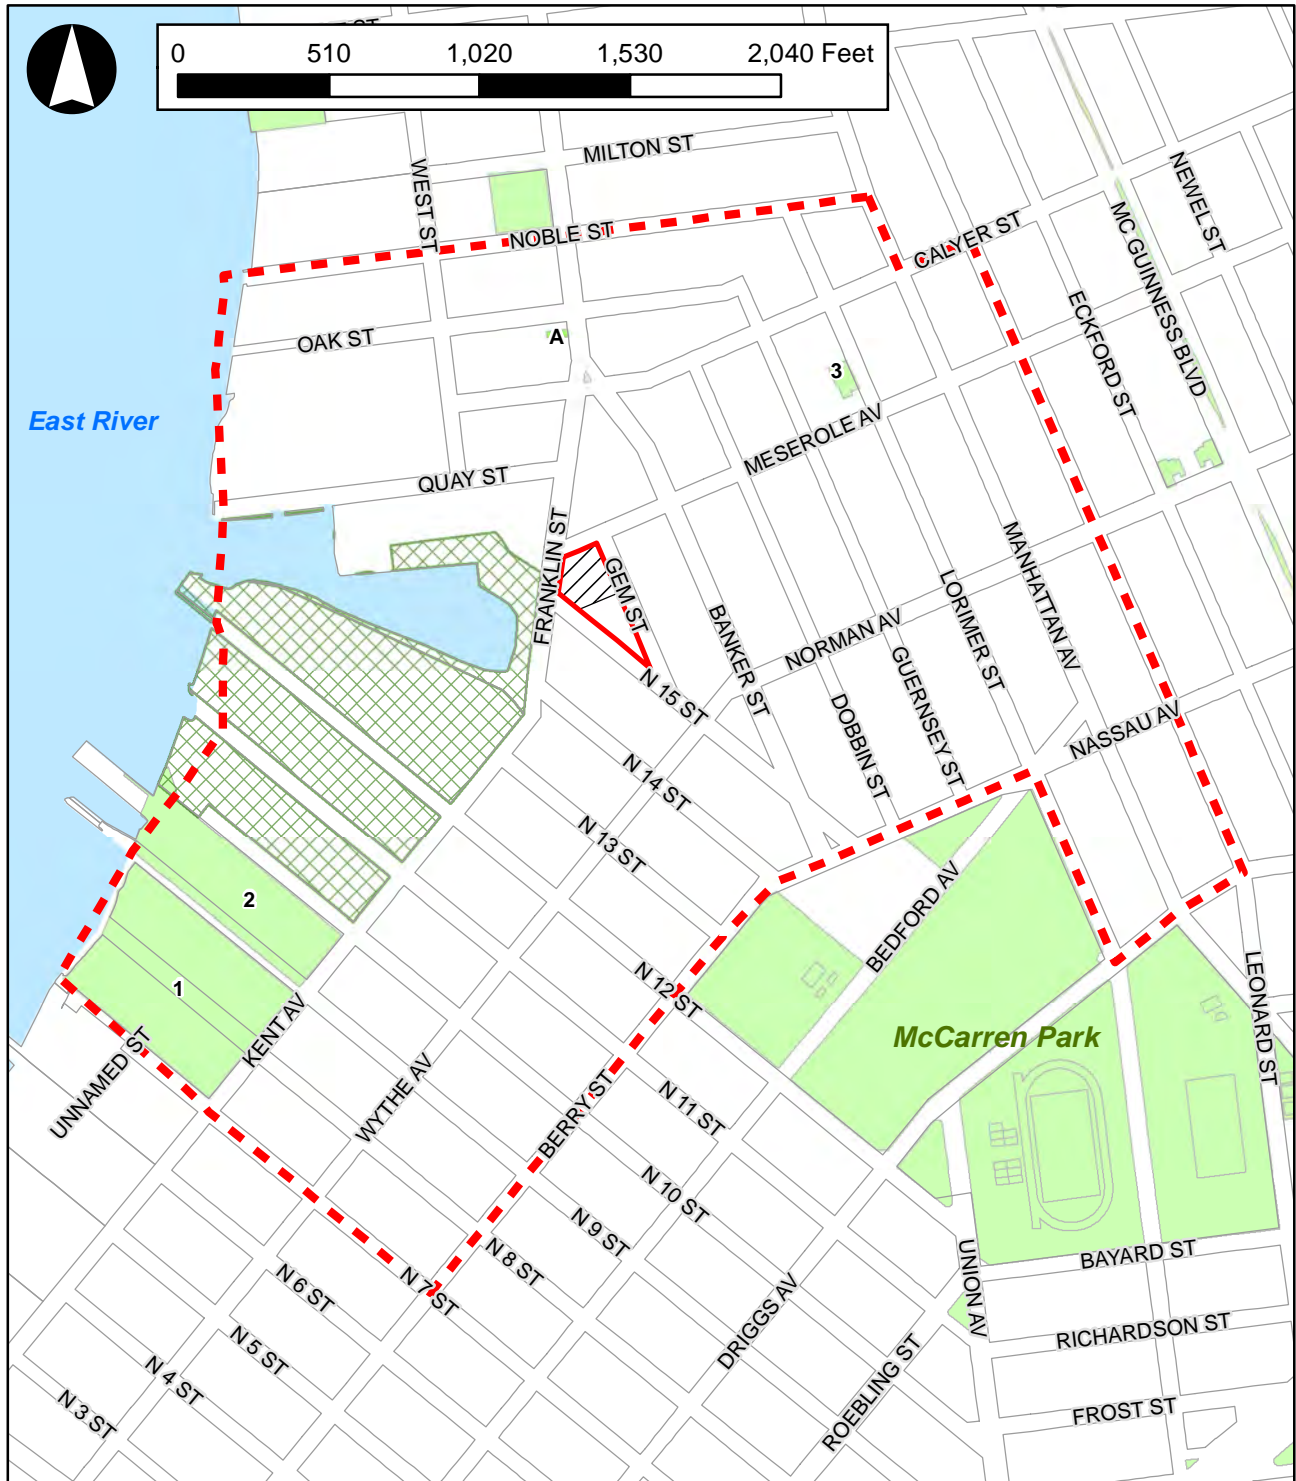 0 510 1,020 1,530 2,040 Feet
MILTON ST
WEST ST
NEWEL ST
NOBLE ST
CALYER ST
MC GUINNESS BLVD
ECKFORD ST
OAK ST
A
3
East River
MESEROLE AV
QUAY ST
FRANKLIN ST
GEM ST
MANHATTAN AV
LORIMER ST
BANKER ST
NORMAN AV
GUERNSEY ST
DOBBIN ST
N 15 ST
NASSAU AV
N 14 ST
N 13 ST
2
BEDFORD AV
1
N 12 ST
KENT AV
LEONARD ST
McCarren Park
UNNAMED ST
WYTHE AV
BERRY ST
N 11 ST
N 10 ST
N 9 ST
N 8 ST
N 7 ST
N 6 ST
UNION AV
BAYARD ST
DRIGGS AV
RICHARDSON ST
N 5 ST
ROEBLING ST
N 4 ST
N 3 ST
FROST ST